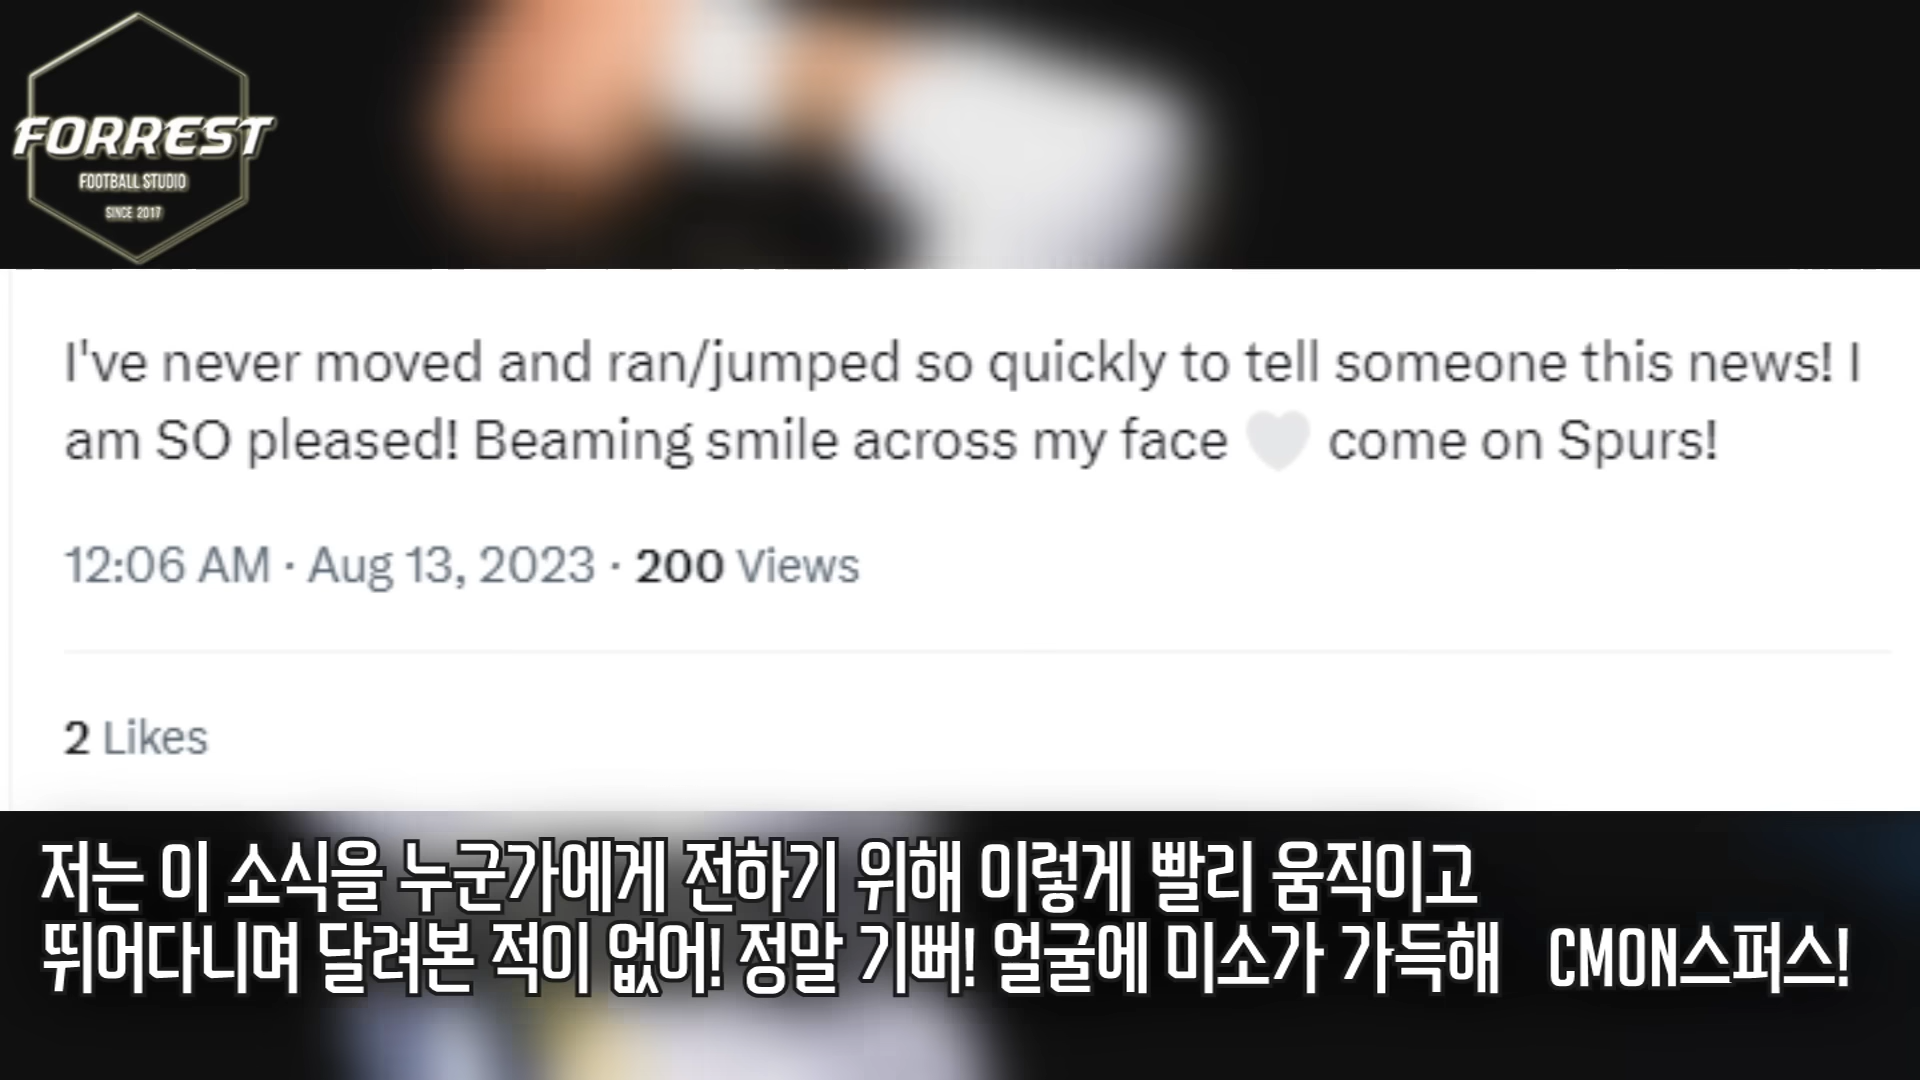 FORREST
FOOTBALL STUDIO
SINCE 2017
I've never moved and ran/jumped so quickly to tell someone this news! I
am SO pleased! Beaming smile across my face 🤍 come on Spurs!
12:06 AM · Aug 13, 2023 · 200 Views
2 Likes
저는 이 소식을 누군가에게 전하기 위해 이렇게 빨리 움직이고
뛰어다니며 달려본 적이 없어! 정말 기뻐! 얼굴에 미소가 가득해 CMON스퍼스!